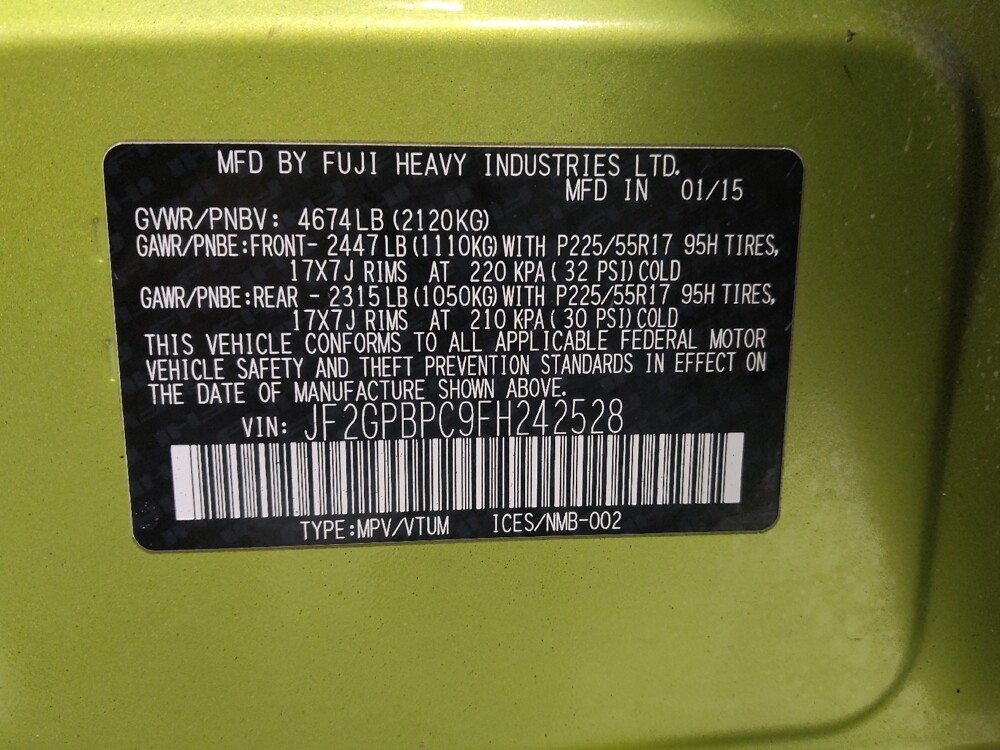 MFD BY FUJI HEAVY INDUSTRIES LTD.
MFD IN 01/15
GVWR/PNBV: 4674LB (2120KG)
GAWR/PNBE:FRONT- 2447LB (1110KG) WITH P225/55R17 95H TIRES,
17X7J RIMS AT 220 KPA ( 32 PSI) COLD
GAWR/PNBE:REAR - 2315LB (1050KG) WITH P225/55R17 95H TIRES,
17X7J RIMS AT 210 KPA ( 30 PSI) COLD
THIS VEHICLE CONFORMS TO ALL APPLICABLE FEDERAL MOTOR
VEHICLE SAFETY AND THEFT PREVENTION STANDARDS IN EFFECT ON
THE DATE OF MANUFACTURE SHOWN ABOVE.
VIN: JF2GPBPC9FH242528
TYPE:MPV/VTUM ICES/NMB-002